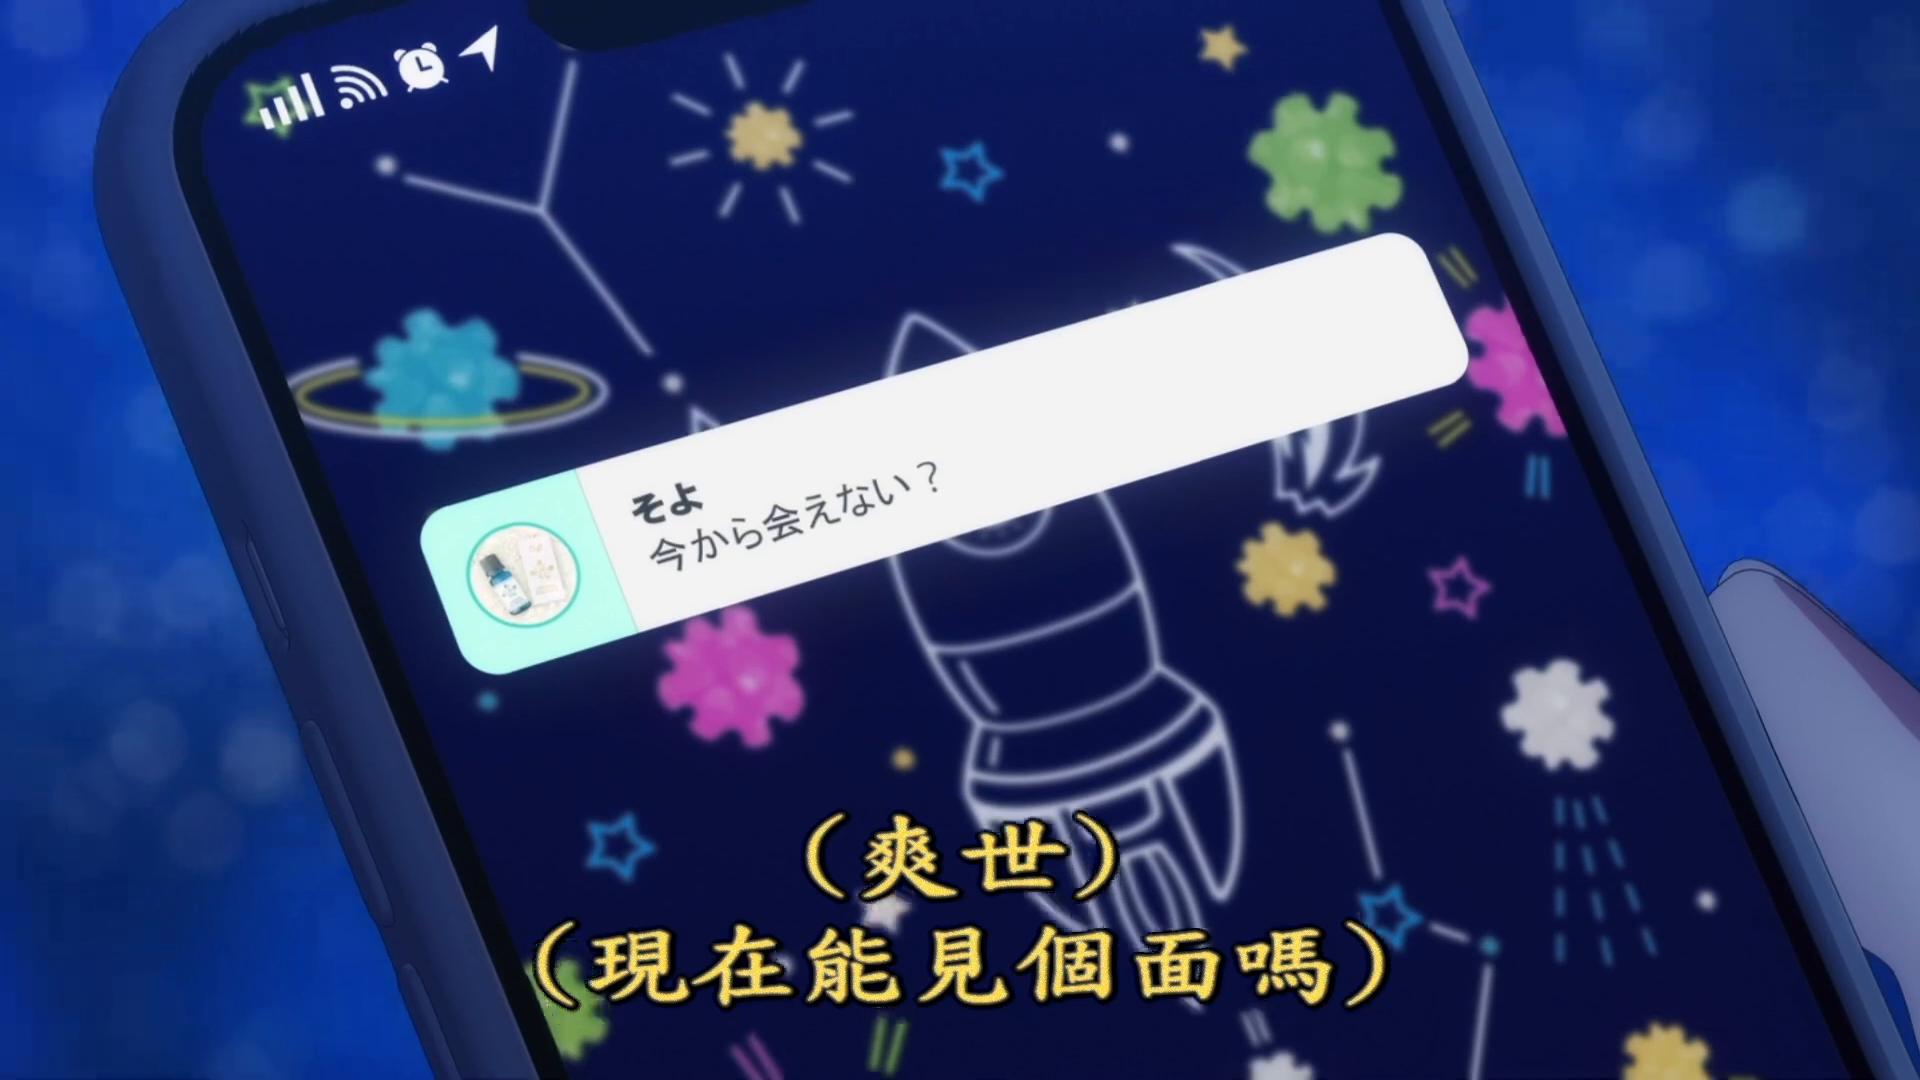 そよ
今から会えない？
（爽世）
（現在能見個面嗎）